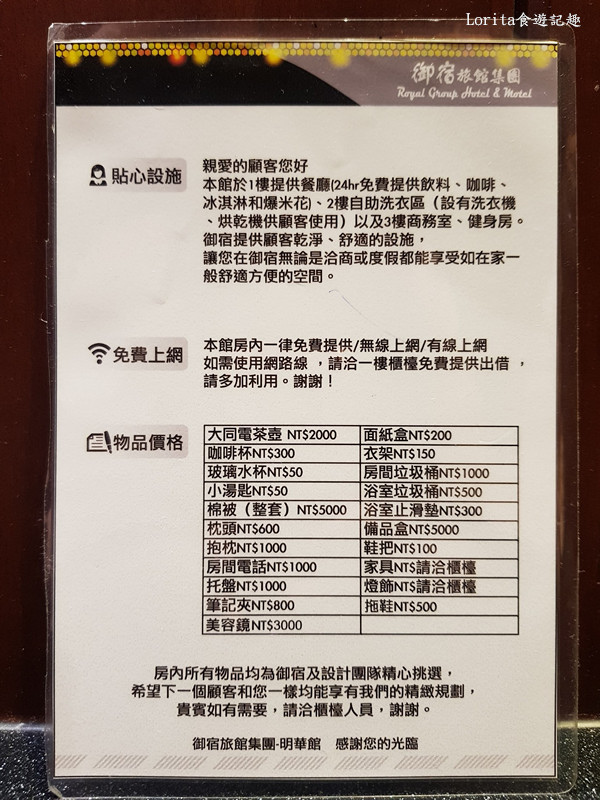 Lorita食遊記趣
御宿旅館集團
Royal Group Hotel & Motel
貼心設施
親愛的顧客您好
本館於1樓提供餐廳(24hr免費提供飲料、咖啡、
冰淇淋和爆米花)、2樓自助洗衣區（設有洗衣機
、烘乾機供顧客使用）以及3樓商務室、健身房。
御宿提供顧客乾淨、舒適的設施，
讓您在御宿無論是洽商或度假都能享受如在家一
般舒適方便的空間。
免費上網
本館房內一律免費提供/無線上網/有線上網
如需使用網路線 ，請洽一樓櫃檯免費提供出借 ，
請多加利用。謝謝！
物品價格
大同電茶壺 NT$2000 面紙盒NT$200
咖啡杯NT$300 衣架NT$150
玻璃水杯NT$50 房間垃圾桶NT$1000
小湯匙NT$50 浴室垃圾桶NT$500
棉被（整套）NT$5000 浴室止滑墊NT$300
枕頭NT$600 備品盒NT$5000
抱枕NT$1000 鞋把NT$100
房間電話NT$1000 家具NT$請洽櫃檯
托盤NT$1000 燈飾NT$請洽櫃檯
筆記夾NT$800 拖鞋NT$500
美容鏡NT$3000
房內所有物品均為御宿及設計團隊精心挑選，
希望下一個顧客和您一樣均能享有我們的精緻規劃，
貴賓如有需要，請洽櫃檯人員，謝謝。
御宿旅館集團-明華館 感謝您的光臨